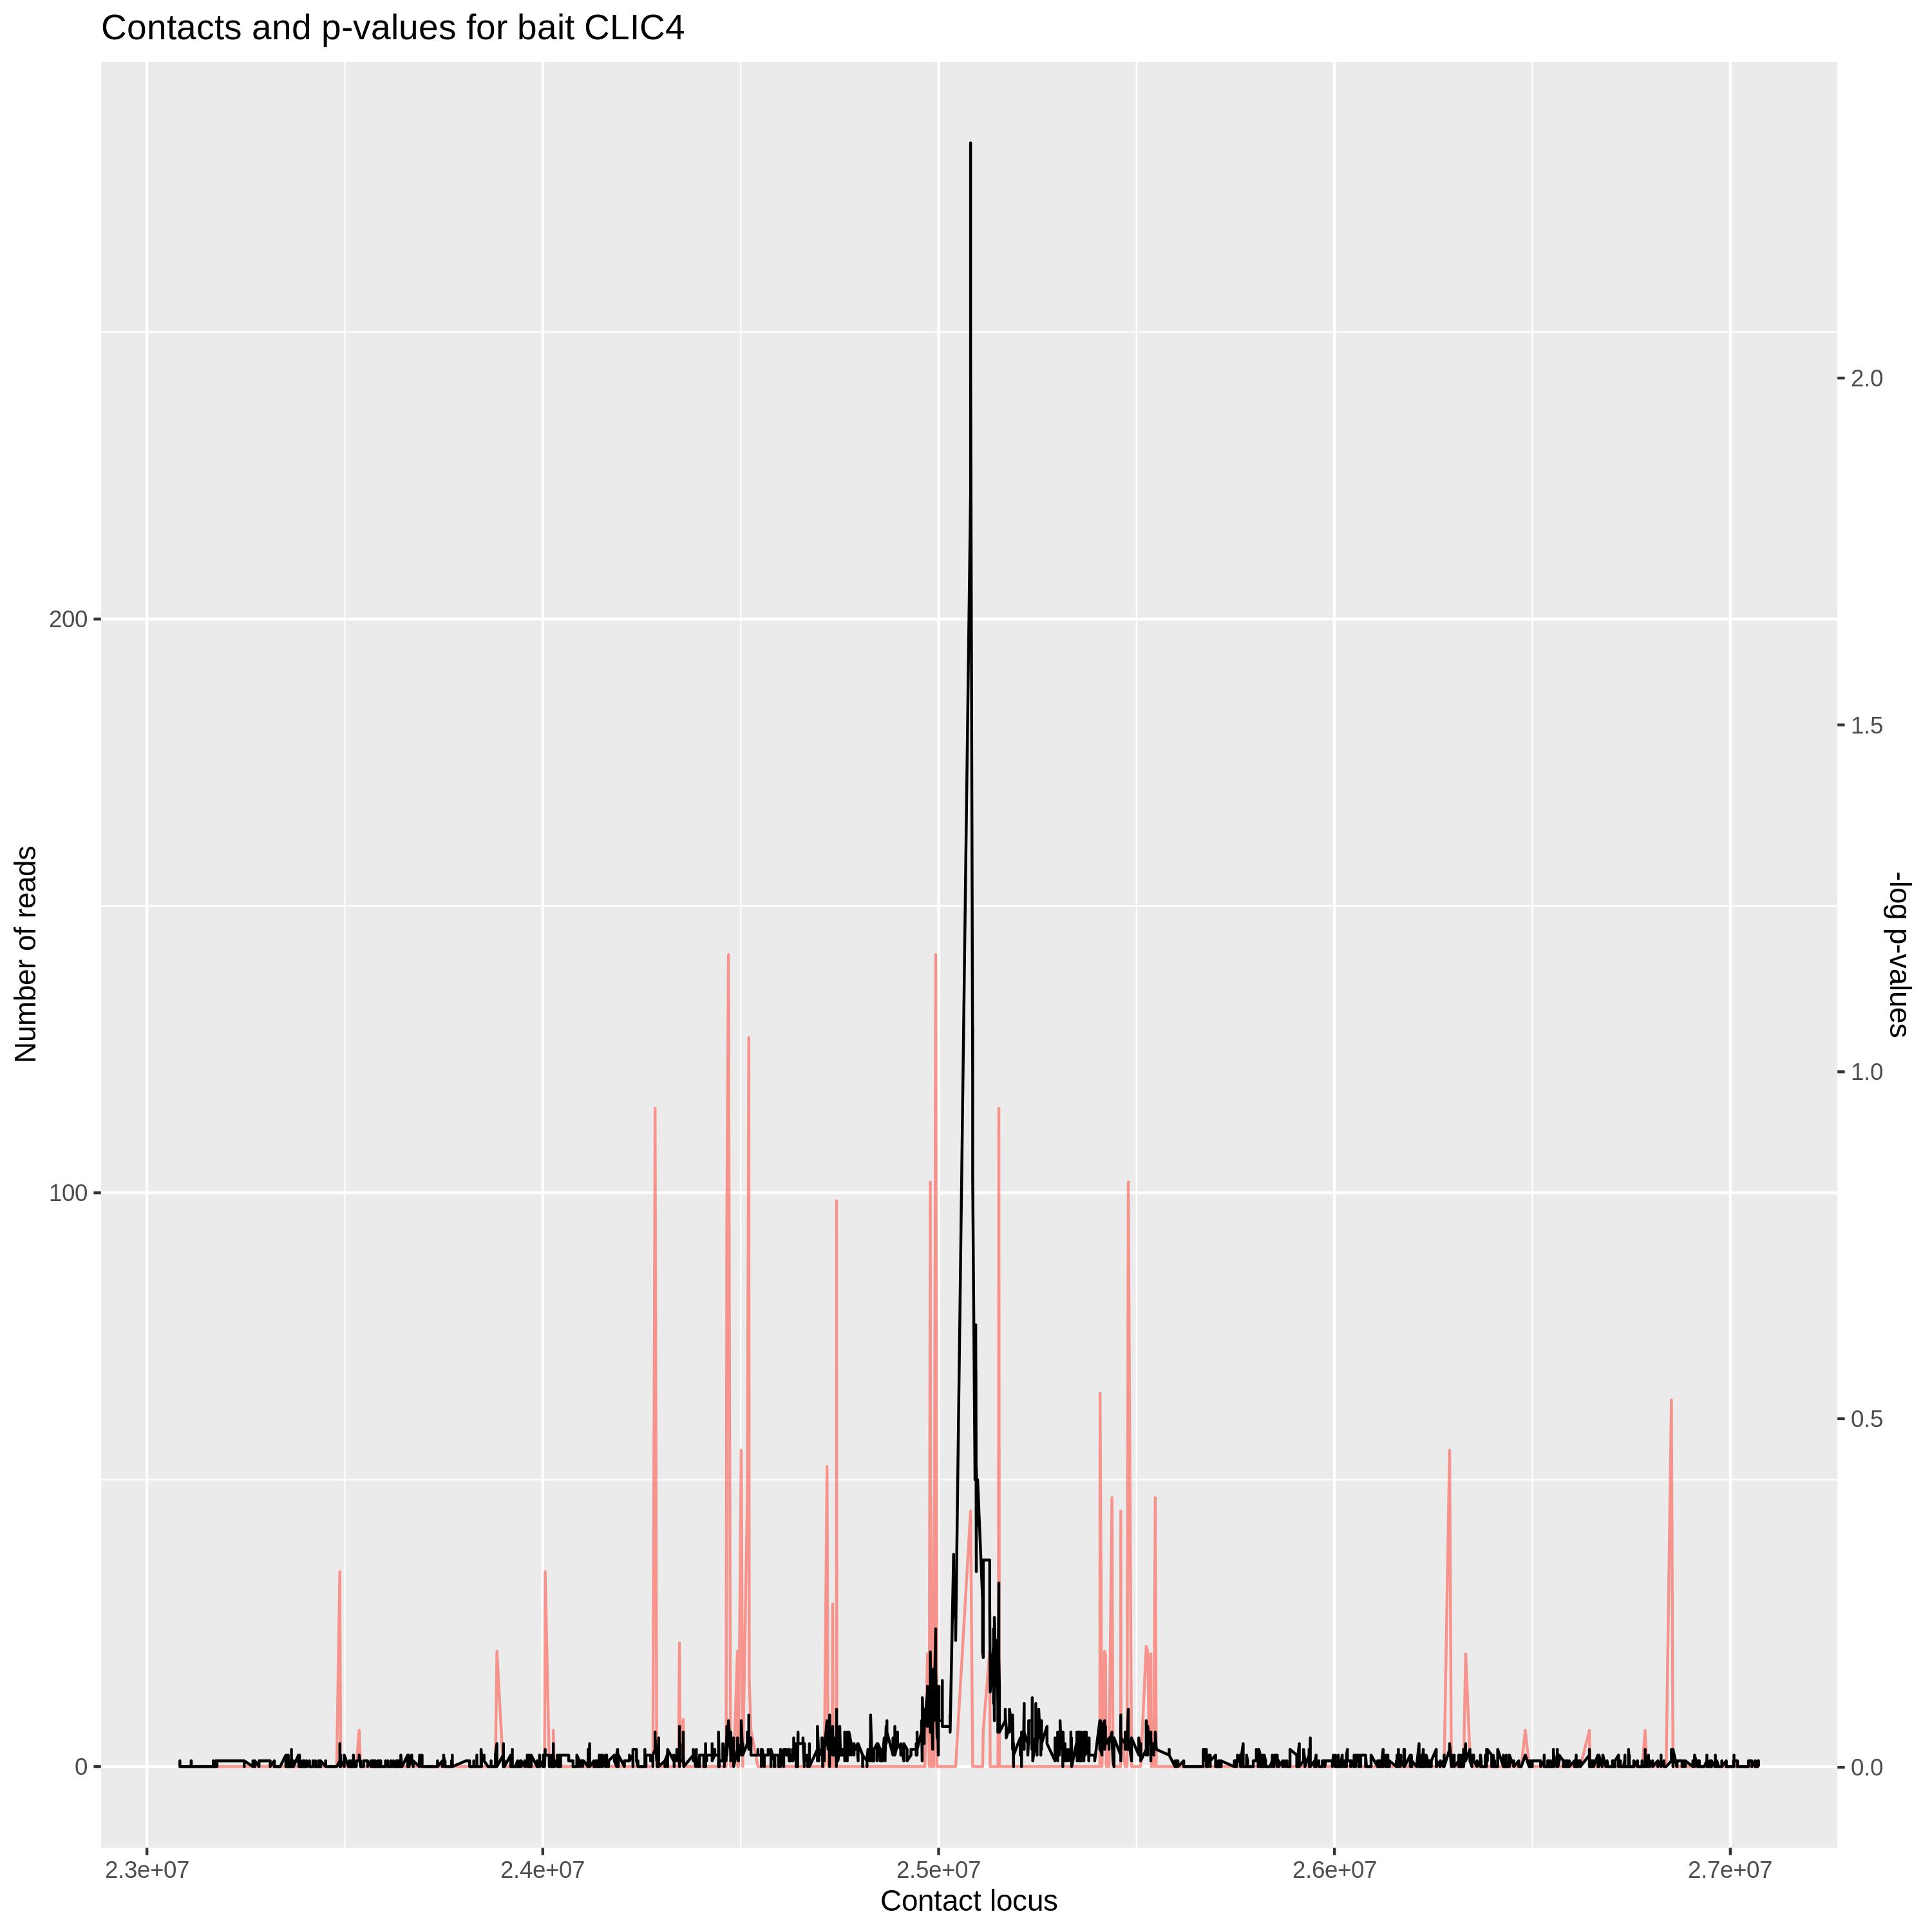 Contacts and p-values for bait CLIC4
200
100
0
Number of reads
2.0
1.5
1.0
0.5
0.0
-log p-values
2.3e+07
2.4e+07
2.5e+07
2.6e+07
2.7e+07
Contact locus